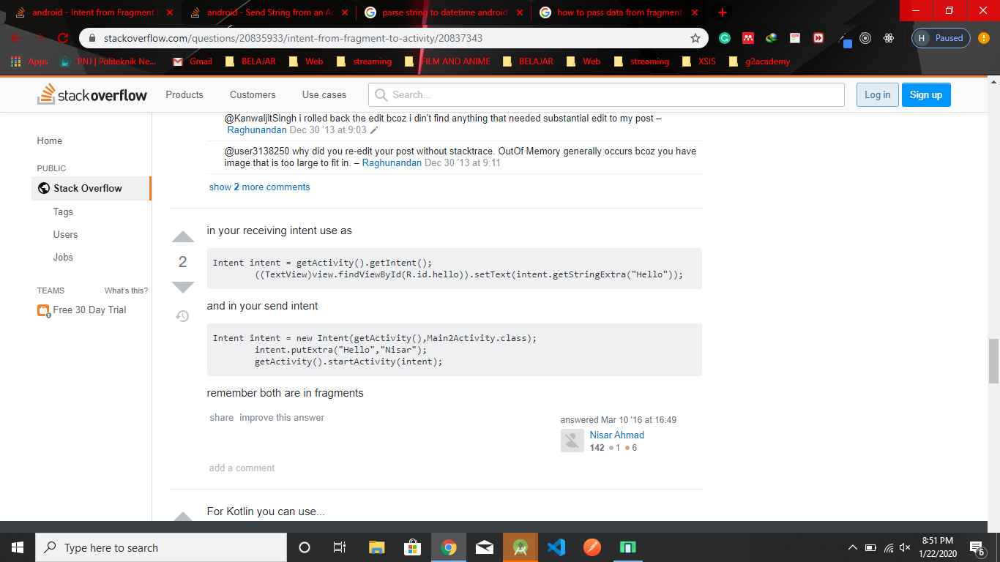 android - Intent from Fragment t
android - Send String from an Ac
parse string to datetime android
how to pass data from fragment
stackoverflow.com/questions/20835933/intent-from-fragment-to-activity/20837343
H Paused
Apps
PNJ | Politeknik Ne...
Gmail
BELAJAR
Web
streaming
FILM AND ANIME
BELAJAR
Web
streaming
XSIS
g2academy
stackoverflow
Products
Customers
Use cases
Search...
Log in
Sign up
Home
PUBLIC
Stack Overflow
Tags
Users
Jobs
TEAMS
What's this?
Free 30 Day Trial
@KanwaljitSingh i rolled back the edit bcoz i din't find anything that needed substantial edit to my post –
Raghunandan Dec 30 '13 at 9:03
@user3138250 why did you re-edit your post without stacktrace. OutOf Memory generally occurs bcoz you have
image that is too large to fit in. – Raghunandan Dec 30 '13 at 9:11
show 2 more comments
2
in your receiving intent use as
Intent intent = getActivity().getIntent();
((TextView)view.findViewById(R.id.hello)).setText(intent.getStringExtra("Hello"));
and in your send intent
Intent intent = new Intent(getActivity(),Main2Activity.class);
intent.putExtra("Hello","Nisar");
getActivity().startActivity(intent);
remember both are in fragments
share improve this answer
answered Mar 10 '16 at 16:49
Nisar Ahmad
142 1 6
add a comment
For Kotlin you can use...
Type here to search
8:51 PM
1/22/2020
6